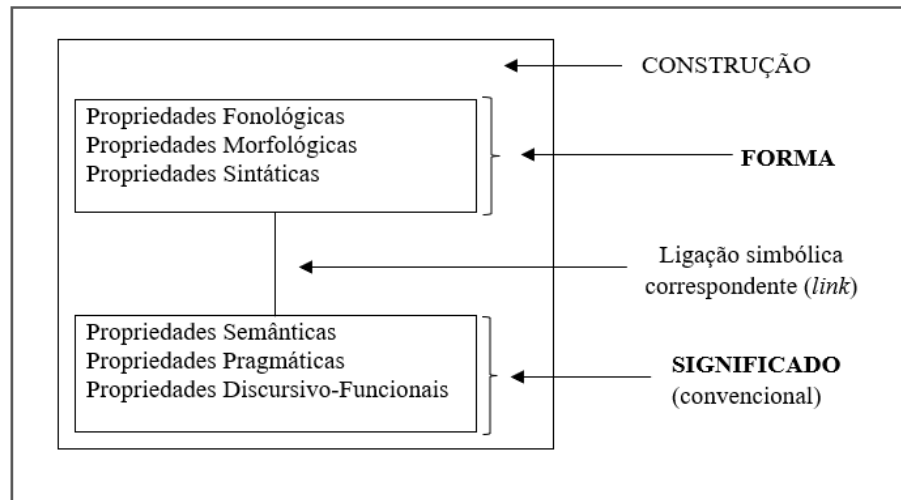 CONSTRUÇÃO
Propriedades Fonológicas
Propriedades Morfológicas
Propriedades Sintáticas
FORMA
Ligação simbólica
correspondente (link)
Propriedades Semânticas
Propriedades Pragmáticas
Propriedades Discursivo-Funcionais
SIGNIFICADO
(convencional)